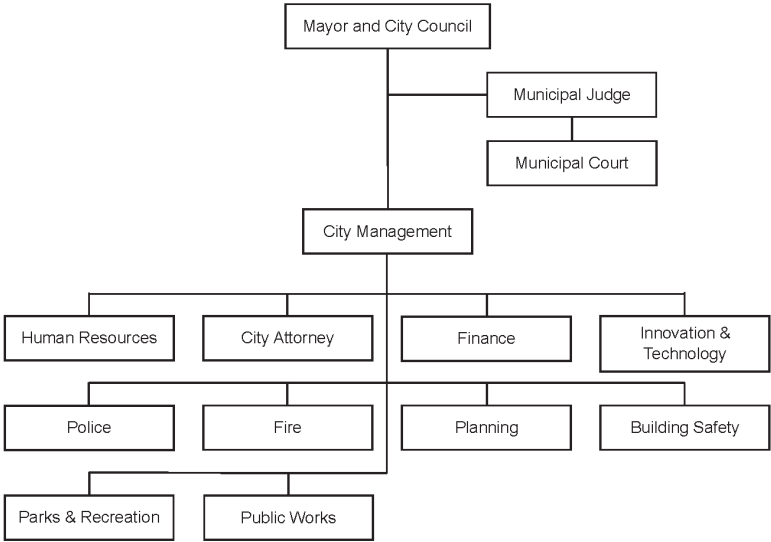 Mayor and City Council
Municipal Judge
Municipal Court
City Management
Human Resources
City Attorney
Finance
Innovation &
Technology
Police
Fire
Planning
Building Safety
Parks & Recreation
Public Works